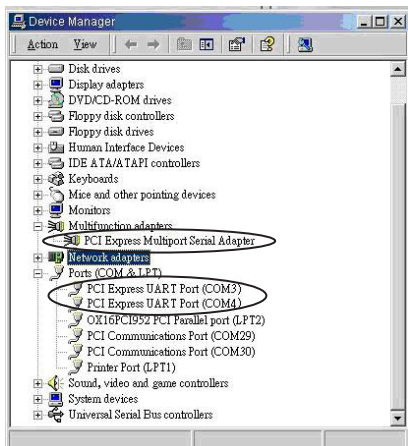 Device Manager
Action View
Disk drives
Display adapters
DVD/CD-ROM drives
Floppy disk controllers
Floppy disk drives
Human Interface Devices
IDE ATA/ATAPI controllers
Keyboards
Mice and other pointing devices
Monitors
Multifunction adapters
PCI Express Multiport Serial Adapter
Network adapters
Ports (COM & LPT)
PCI Express UART Port (COM3)
PCI Express UART Port (COM4)
OX16PCI952 PCI Parallel port (LPT2)
PCI Communications Port (COM29)
PCI Communications Port (COM30)
Printer Port (LPT1)
Sound, video and game controllers
System devices
Universal Serial Bus controllers